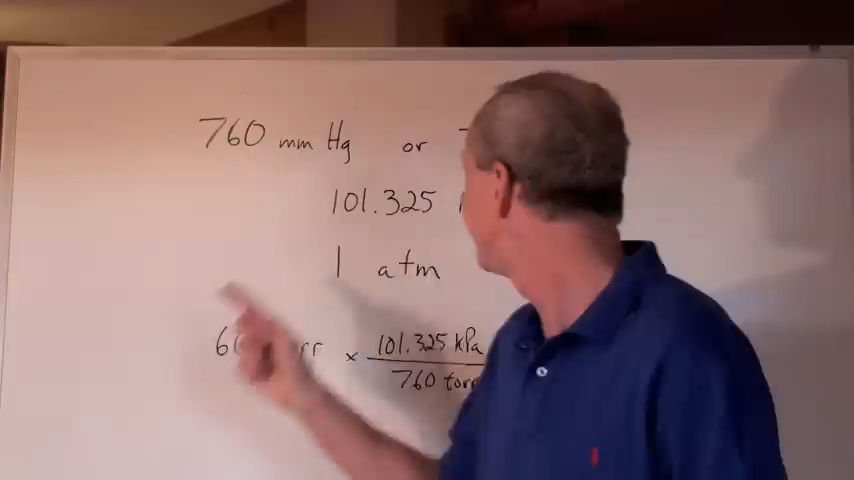 760 mm Hg or
101.325
1 atm
× 101.325 kPa
760 torr